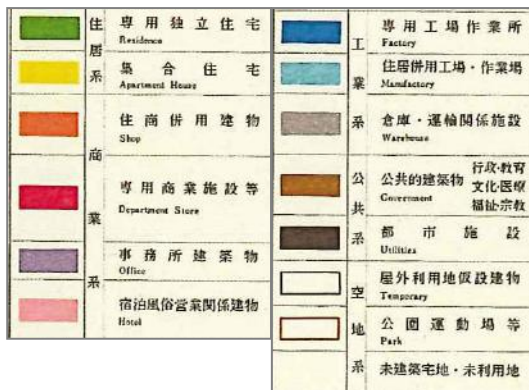 住居系
専用独立住宅
Residence
集合住宅
Apartment House
商業系
住商併用建物
Shop
専用商業施設等
Department Store
事務所建築物
Office
宿泊風俗営業関係建物
Hotel
工業系
専用工場作業所
Factory
住居併用工場・作業場
Manufactory
倉庫・運輸関係施設
Warehouse
公共系
公共的建築物
Government
行政・教育
文化・医療
福祉・宗教
都市施設
Utilities
空地系
屋外利用地仮設建物
Temporary
公園運動場等
Park
未建築宅地・未利用地